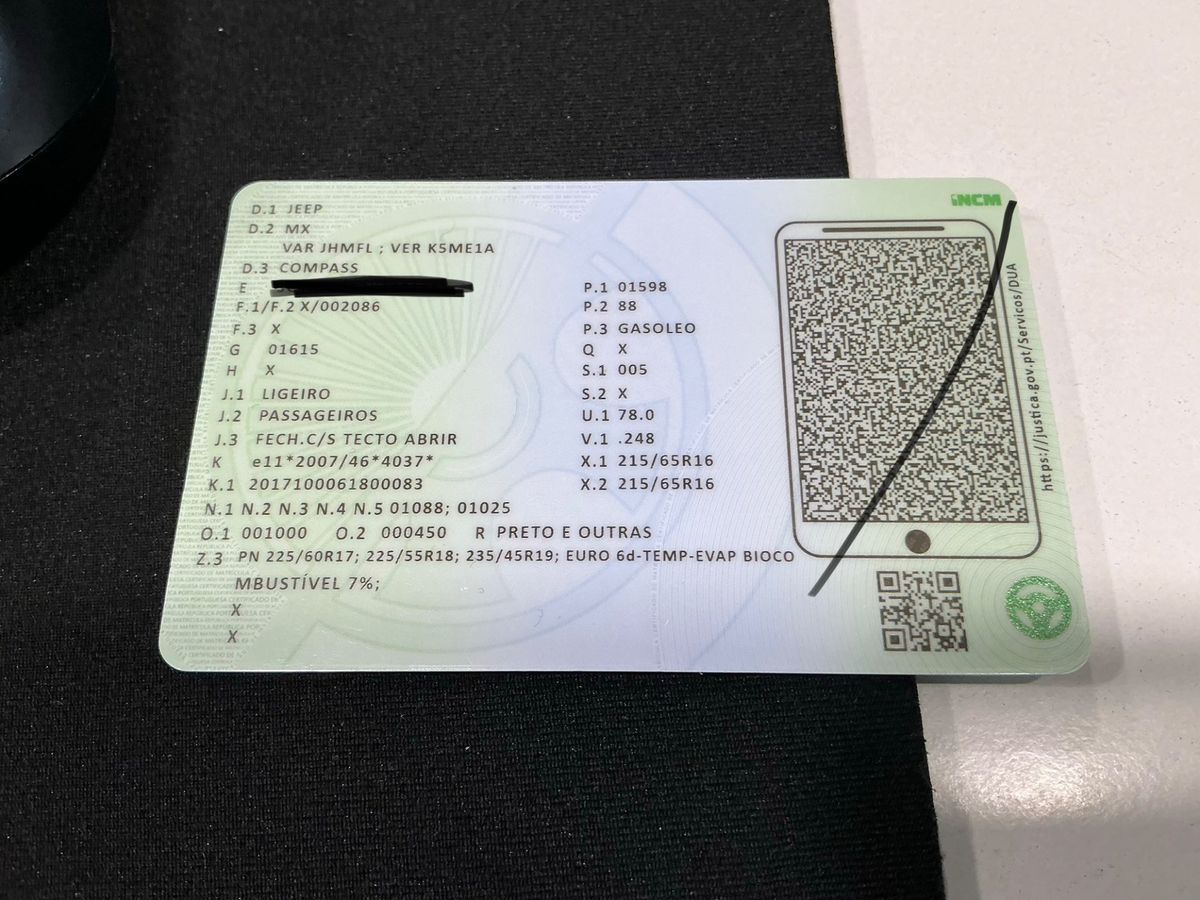 D.1 JEEP
D.2 MX
VAR JHMFL ; VER K5ME1A
D.3 COMPASS
E
F.1/F.2 X/002086
F.3 X
G 01615
H X
J.1 LIGEIRO
J.2 PASSAGEIROS
J.3 FECH.C/S TECTO ABRIR
K e11*2007/46*4037*
K.1 2017100061800083
N.1 N.2 N.3 N.4 N.5 01088; 01025
O.1 001000 O.2 000450 R PRETO E OUTRAS
Z.3 PN 225/60R17; 225/55R18; 235/45R19; EURO 6d-TEMP-EVAP BIOCO
MBUSTÍVEL 7%;
X
X
P.1 01598
P.2 88
P.3 GASOLEO
Q X
S.1 005
S.2 X
U.1 78.0
V.1 .248
X.1 215/65R16
X.2 215/65R16
INCM
https://justica.gov.pt/Servicos/DUA